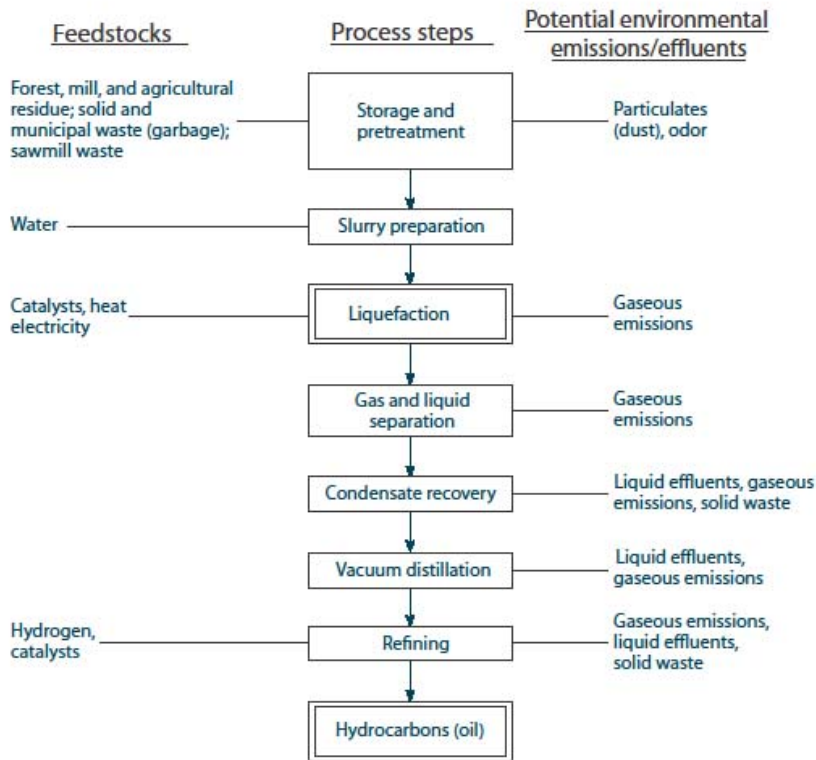 Feedstocks
Process steps
Potential environmental
emissions/effluents
Forest, mill, and agricultural
residue; solid and
municipal waste (garbage);
sawmill waste
Storage and
pretreatment
Particulates
(dust), odor
Water
Slurry preparation
Catalysts, heat
electricity
Liquefaction
Gaseous
emissions
Gas and liquid
separation
Gaseous
emissions
Condensate recovery
Liquid effluents, gaseous
emissions, solid waste
Vacuum distillation
Liquid effluents,
gaseous emissions
Hydrogen,
catalysts
Refining
Gaseous emissions,
liquid effluents,
solid waste
Hydrocarbons (oil)